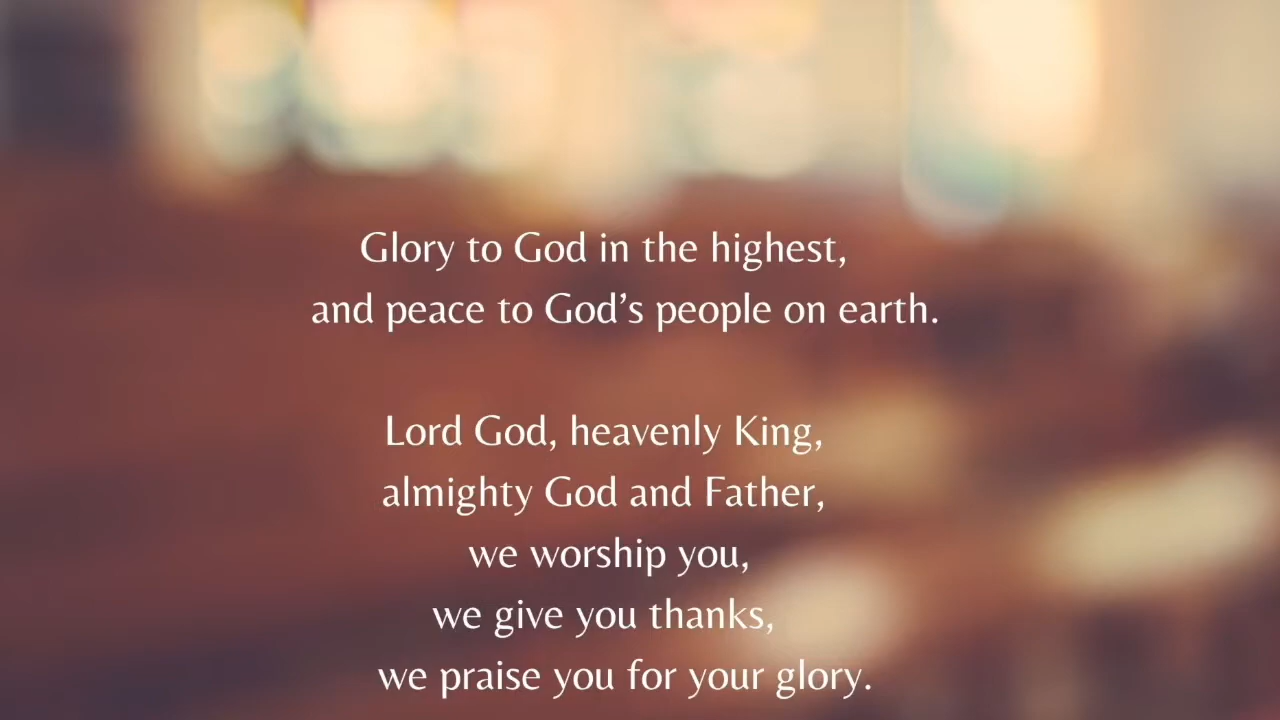 Glory to God in the highest,
and peace to God’s people on earth.
Lord God, heavenly King,
almighty God and Father,
we worship you,
we give you thanks,
we praise you for your glory.